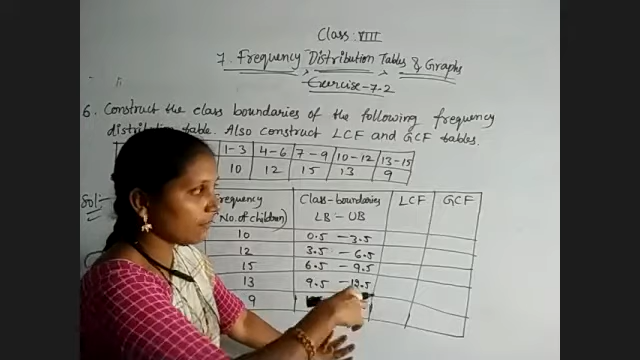 Class: VIII
7. Frequency Distribution Tables & Graphs
Exercise-7.2
6. Construct the class boundaries of the following frequency
distribution table. Also construct LCF and GCF tables.
1-3 4-6 7-9 10-12 13-15
10 12 15 13 9
Sol:-
No. of children) Class-boundaries LCF GCF
LB - UB
10 0.5 - 3.5
12 3.5 - 6.5
15 6.5 - 9.5
13 9.5 - 12.5
9